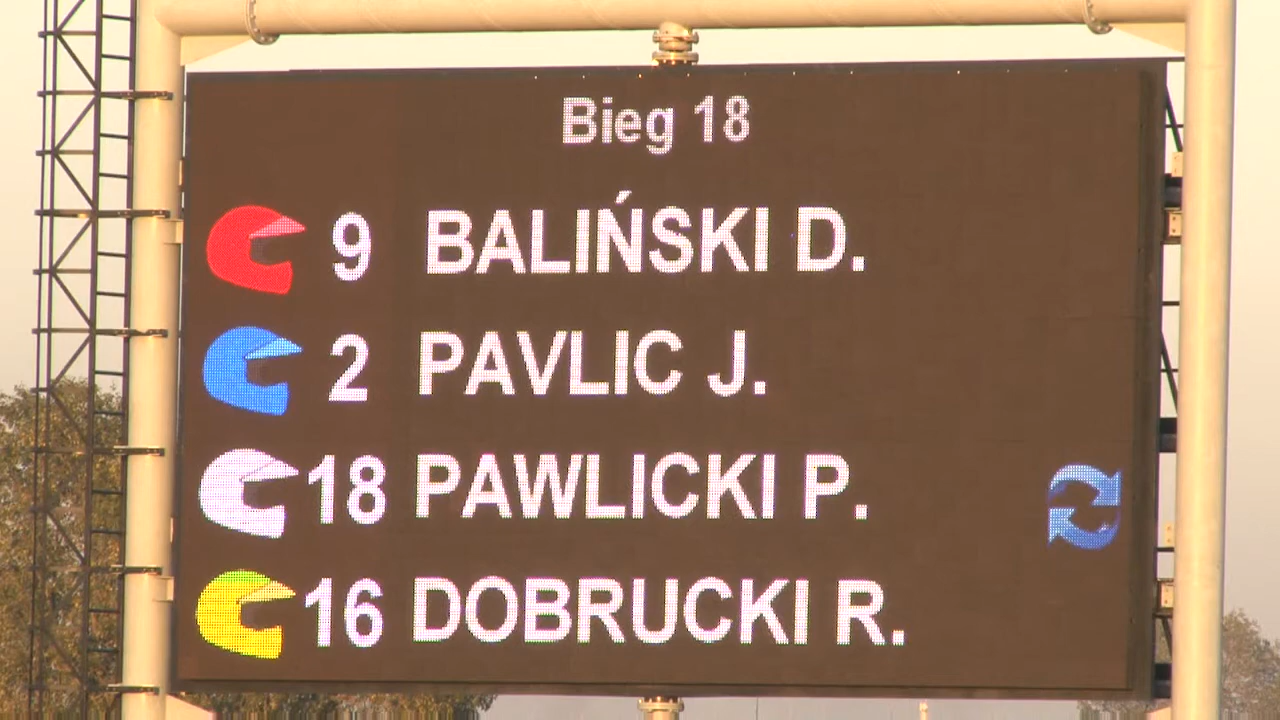 Bieg 18
9 BALIŃSKI D.
2 PAVLIC J.
18 PAWLICKI P.
16 DOBRUCKI R.